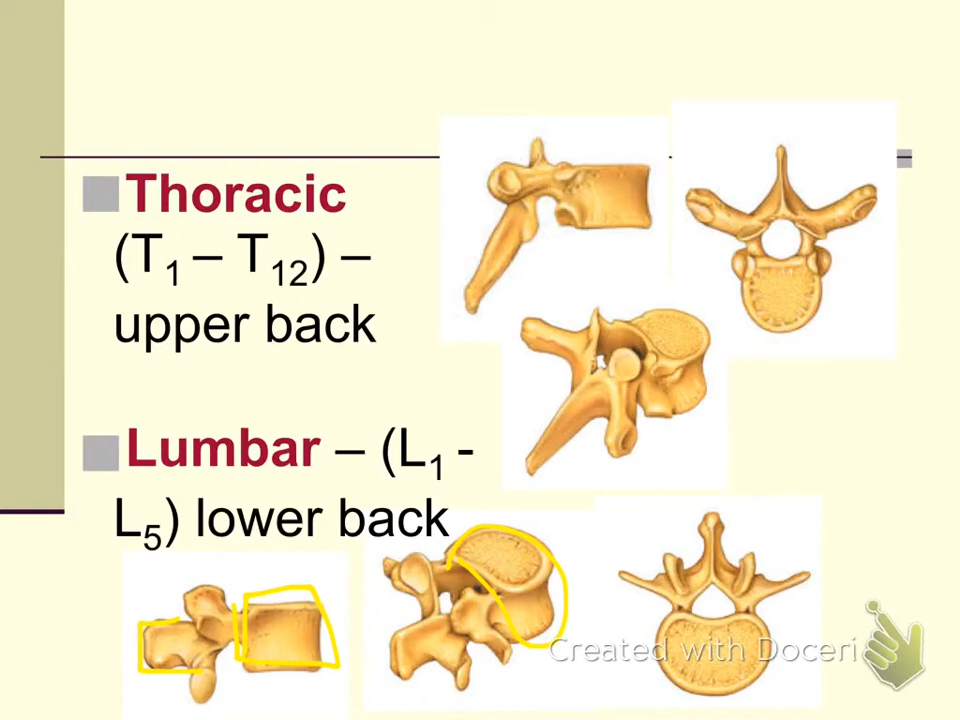 Thoracic
(T1 – T12) –
upper back
Lumbar – (L1 -
L5) lower back
Created with Doceri